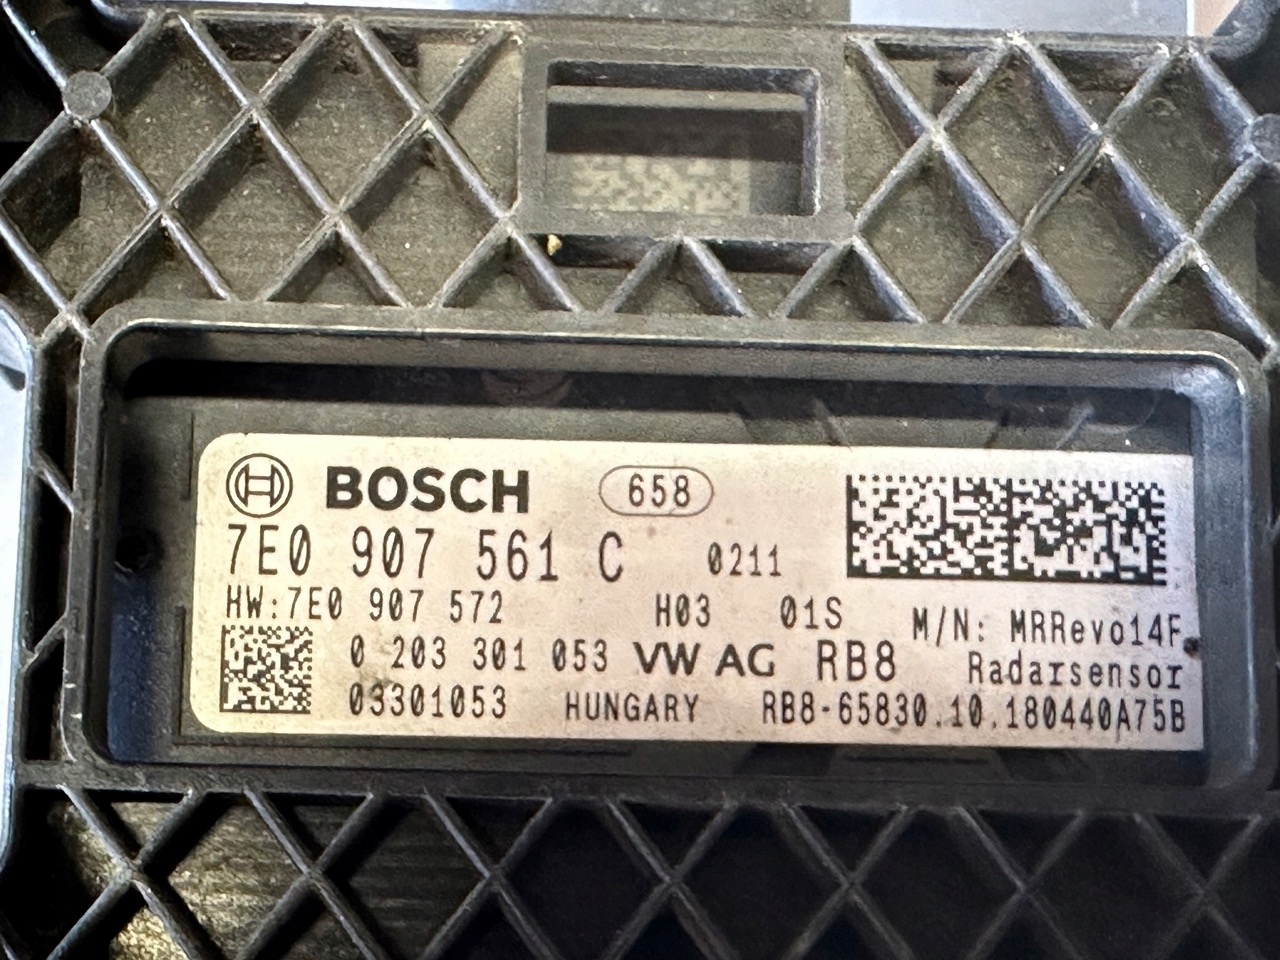 BOSCH 658
7E0 907 561 C 0211
HW:7E0 907 572 H03 01S M/N: MRRevo14F
0 203 301 053 VW AG RB8 Radarsensor
03301053 HUNGARY RB8-65830.10.180440A75B